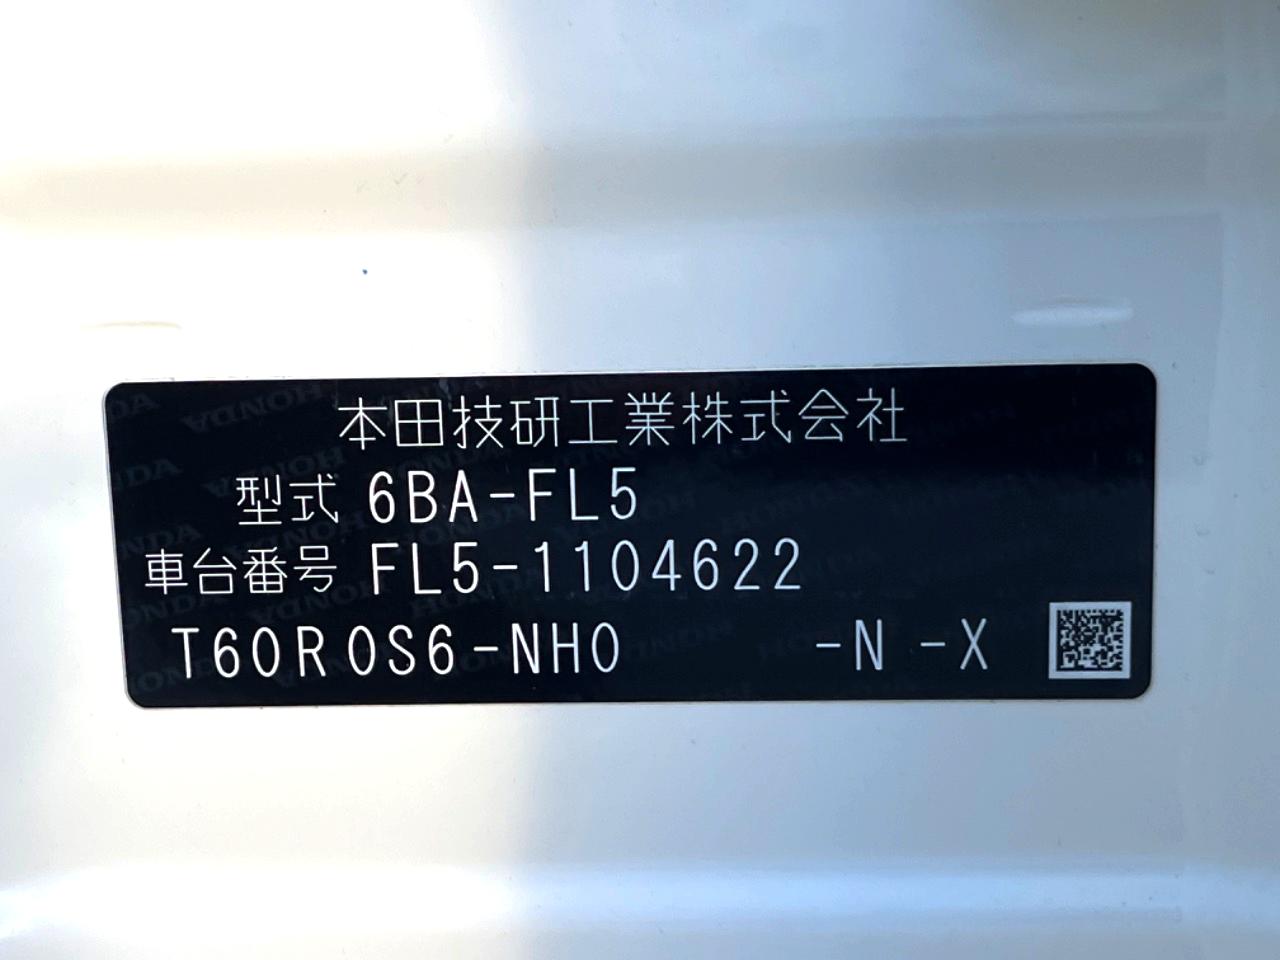 本田技研工業株式会社
型式 6BA-FL5
車台番号 FL5-1104622
T60R0S6-NH0 -N -X